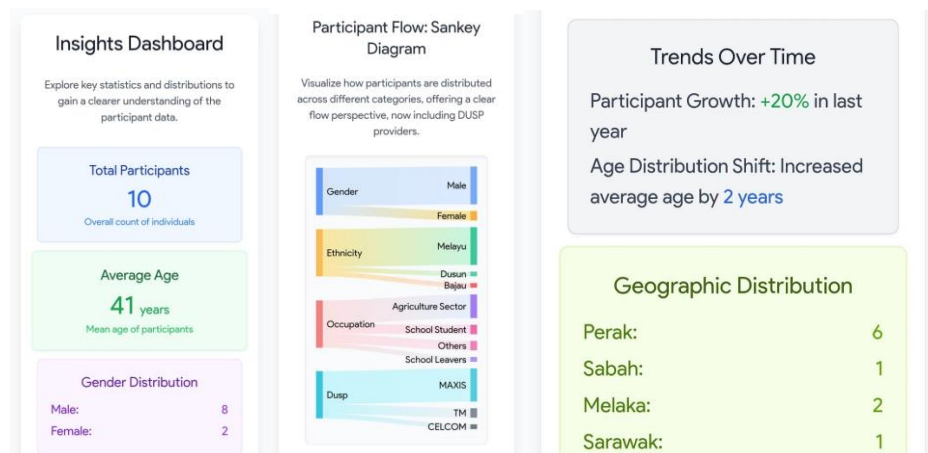 Insights Dashboard
Explore key statistics and distributions to
gain a clearer understanding of the
participant data.
Total Participants
10
Overall count of individuals
Average Age
41 years
Mean age of participants
Gender Distribution
Male: 8
Female: 2
Participant Flow: Sankey
Diagram
Visualize how participants are distributed
across different categories, offering a clear
flow perspective, now including DUSP
providers.
Gender
Male
Female
Ethnicity
Melayu
Dusun
Bajau
Occupation
Agriculture Sector
School Student
Others
School Leavers
Dusp
MAXIS
TM
CELCOM
Trends Over Time
Participant Growth: +20% in last
year
Age Distribution Shift: Increased
average age by 2 years
Geographic Distribution
Perak: 6
Sabah: 1
Melaka: 2
Sarawak: 1